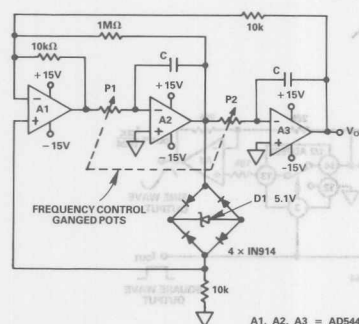 1MΩ
10k
10kΩ
C
C
P1
P2
+15V
+15V
+15V
A1
A2
A3
VO
−15V
−15V
−15V
FREQUENCY CONTROL
GANGED POTS
D1 5.1V
4 × IN914
10k
A1, A2, A3 = AD544